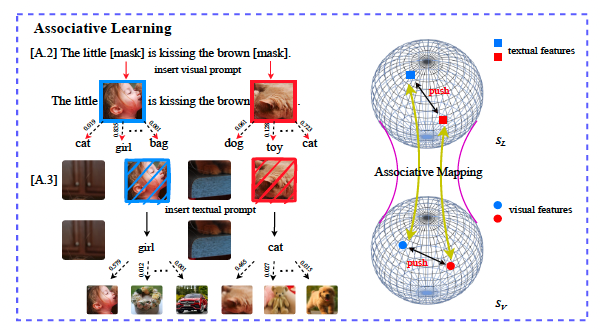 Associative Learning
[A.2] The little [mask] is kissing the brown [mask].
insert visual prompt
The little is kissing the brown .
0.019 0.835 0.001 0.061 0.128 0.723
cat girl bag dog toy cat
[A.3]
insert textual prompt
girl cat
0.579 0.012 0.001 0.465 0.027 0.015
textual features
push
S_L
Associative Mapping
visual features
push
S_V